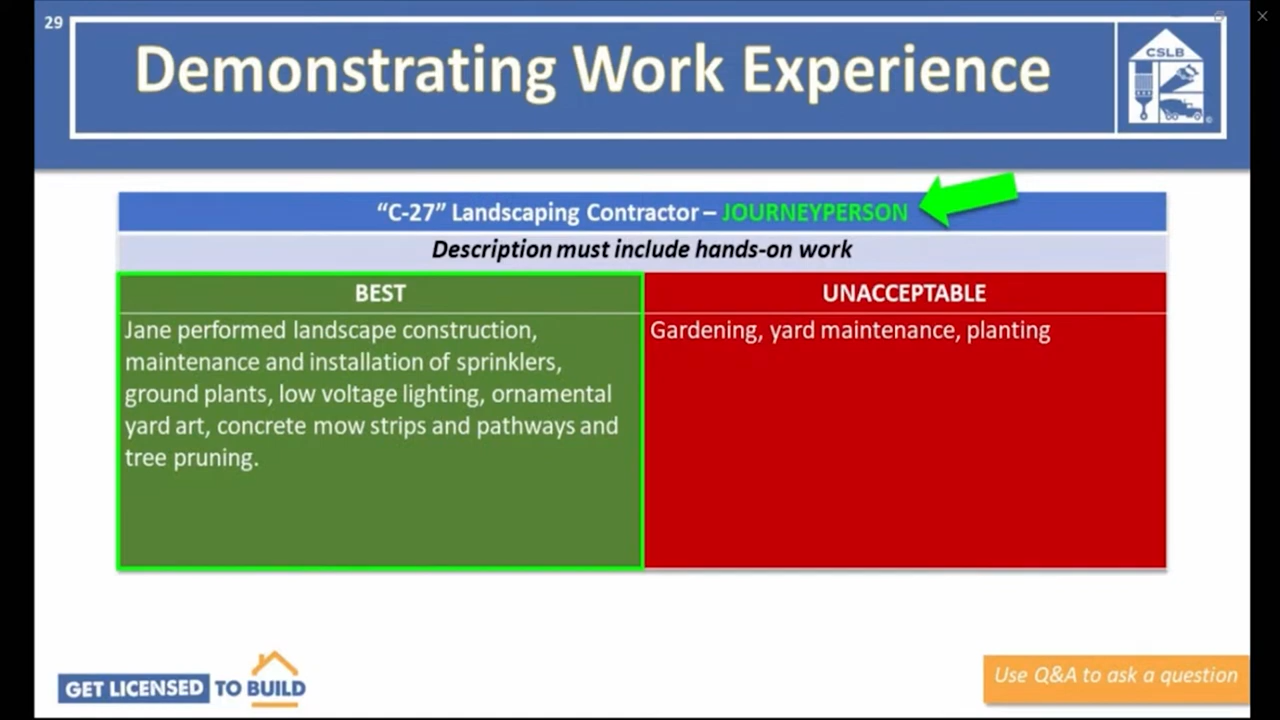 29
Demonstrating Work Experience
CSLB
"C-27" Landscaping Contractor – JOURNEYPERSON
Description must include hands-on work
BEST
Jane performed landscape construction,
maintenance and installation of sprinklers,
ground plants, low voltage lighting, ornamental
yard art, concrete mow strips and pathways and
tree pruning.
UNACCEPTABLE
Gardening, yard maintenance, planting
GET LICENSED TO BUILD
Use Q&A to ask a question